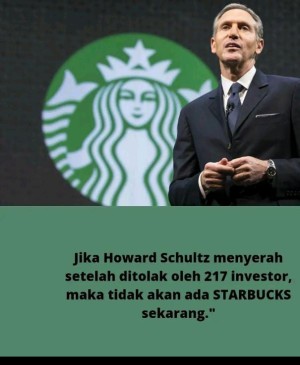 Jika Howard Schultz menyerah
setelah ditolak oleh 217 investor,
maka tidak akan ada STARBUCKS
sekarang."